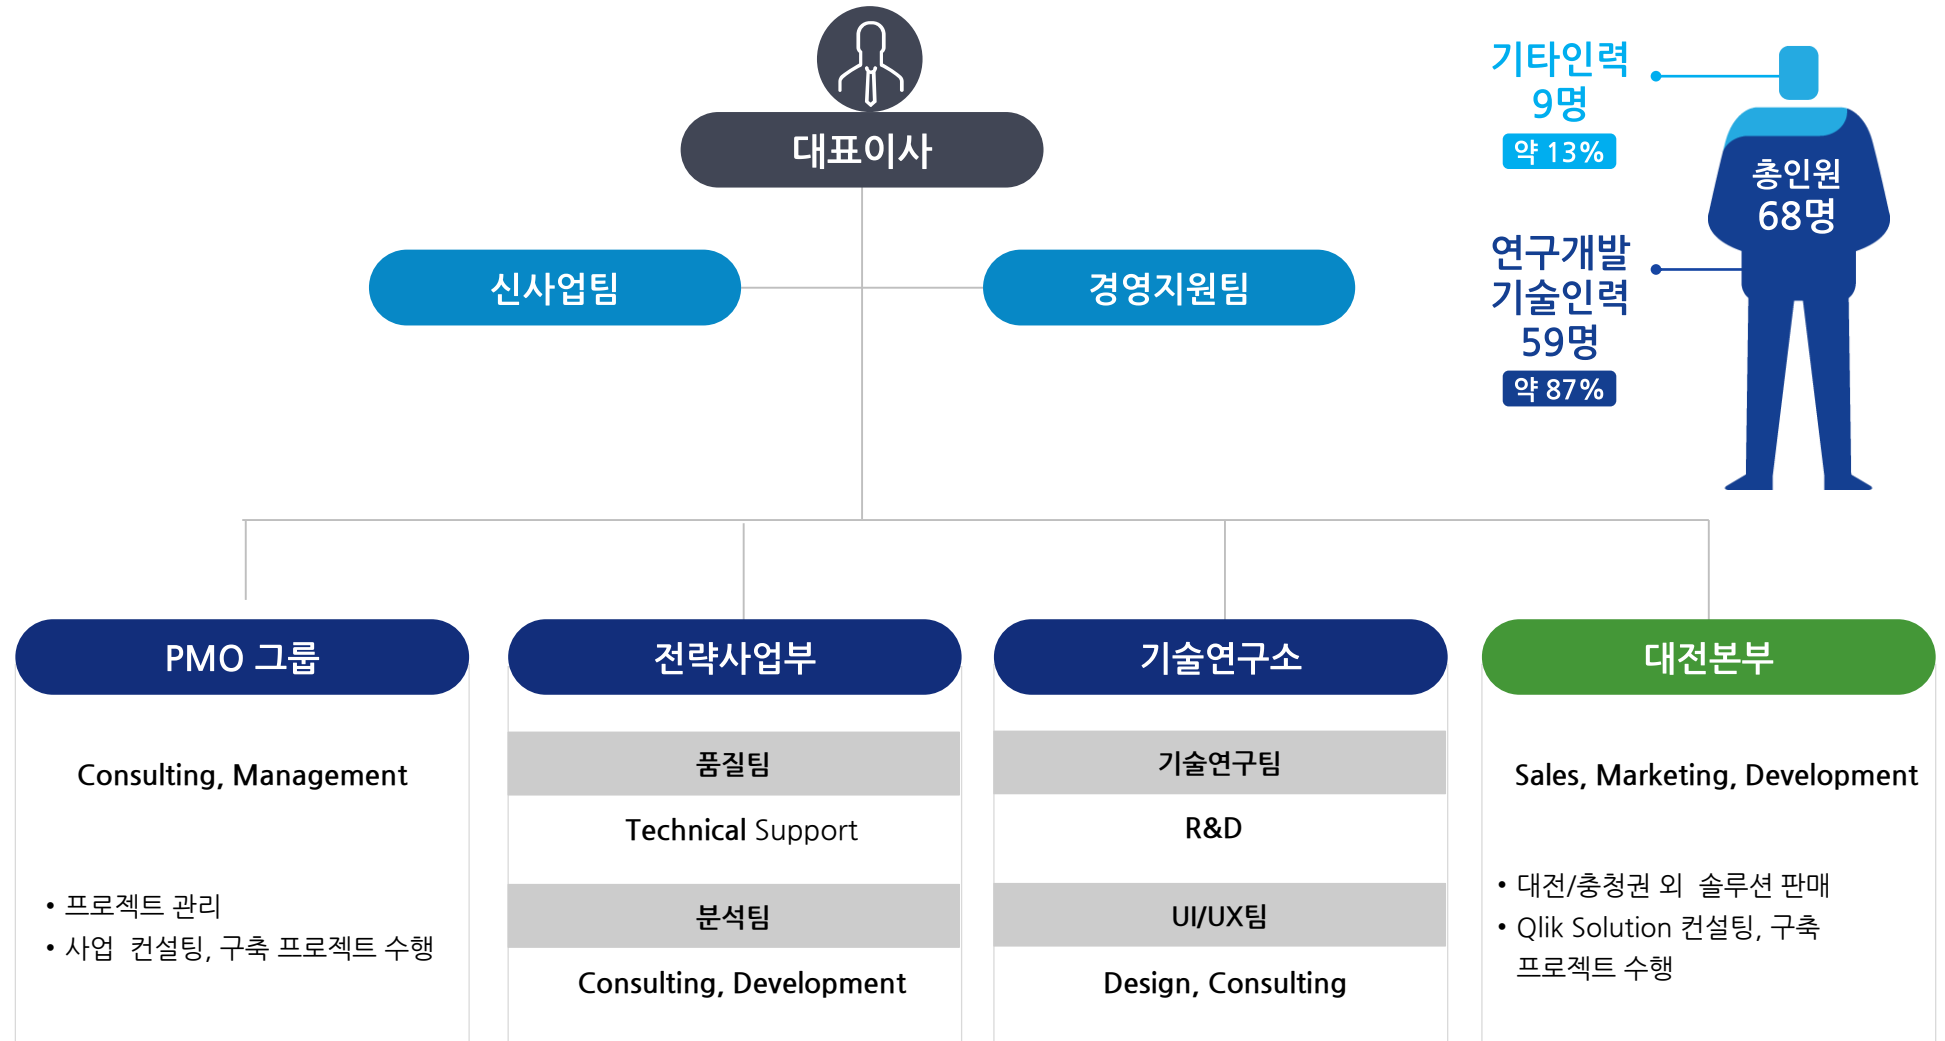 대표이사
신사업팀
경영지원팀
기타인력
9명
약 13%
연구개발
기술인력
59명
약 87%
총인원
68명
PMO 그룹
Consulting, Management
• 프로젝트 관리
• 사업 컨설팅, 구축 프로젝트 수행
전략사업부
품질팀
Technical Support
분석팀
Consulting, Development
기술연구소
기술연구팀
R&D
UI/UX팀
Design, Consulting
대전본부
Sales, Marketing, Development
• 대전/충청권 외 솔루션 판매
• Qlik Solution 컨설팅, 구축
프로젝트 수행